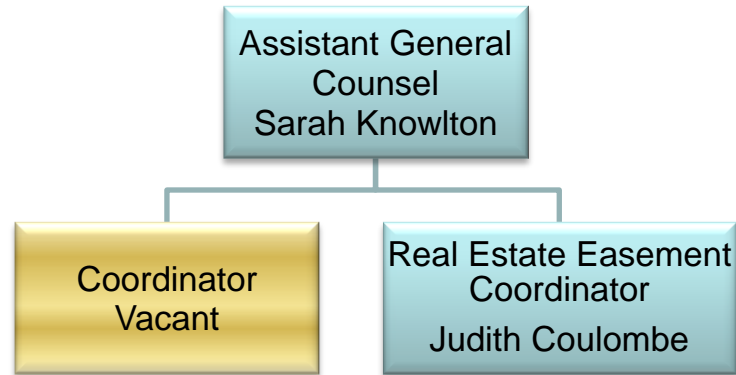 Assistant General
Counsel
Sarah Knowlton
Coordinator
Vacant
Real Estate Easement
Coordinator
Judith Coulombe